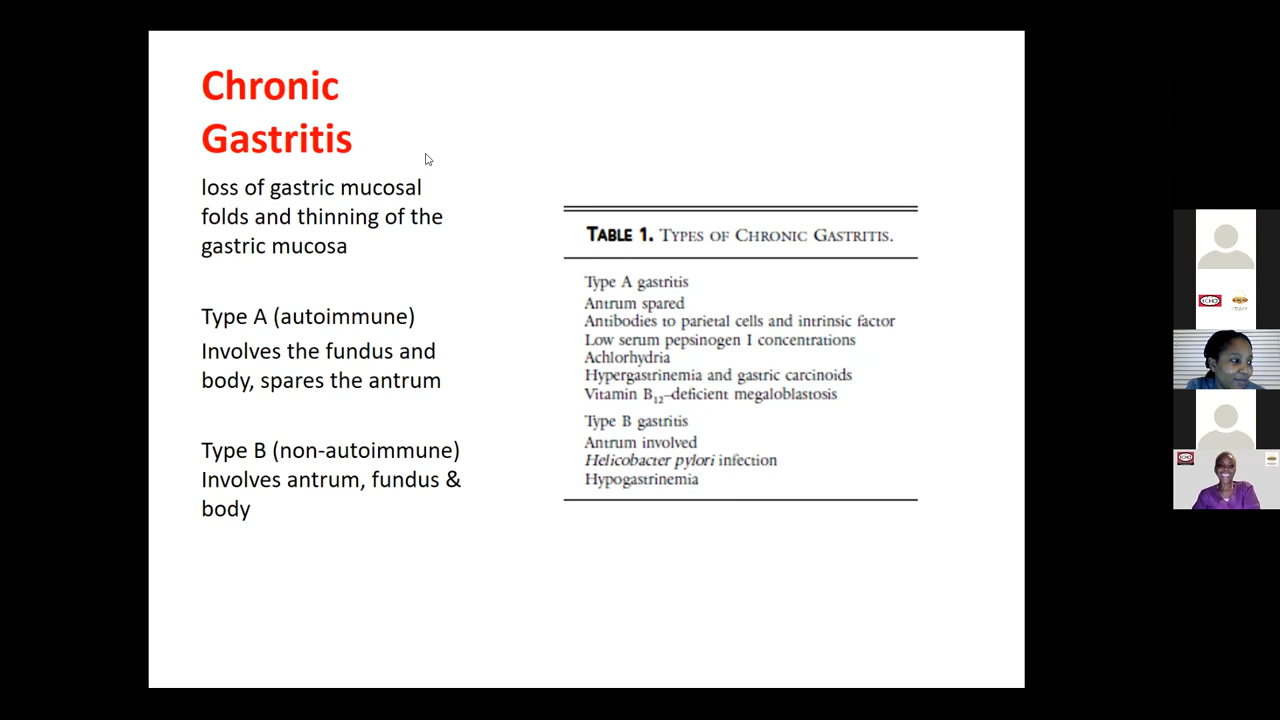 Chronic
Gastritis
loss of gastric mucosal
folds and thinning of the
gastric mucosa
Type A (autoimmune)
Involves the fundus and
body, spares the antrum
Type B (non-autoimmune)
Involves antrum, fundus &
body
TABLE 1. TYPES OF CHRONIC GASTRITIS.
Type A gastritis
Antrum spared
Antibodies to parietal cells and intrinsic factor
Low serum pepsinogen I concentrations
Achlorhydria
Hypergastrinemia and gastric carcinoids
Vitamin B12–deficient megaloblastosis
Type B gastritis
Antrum involved
Helicobacter pylori infection
Hypogastrinemia
ECHO